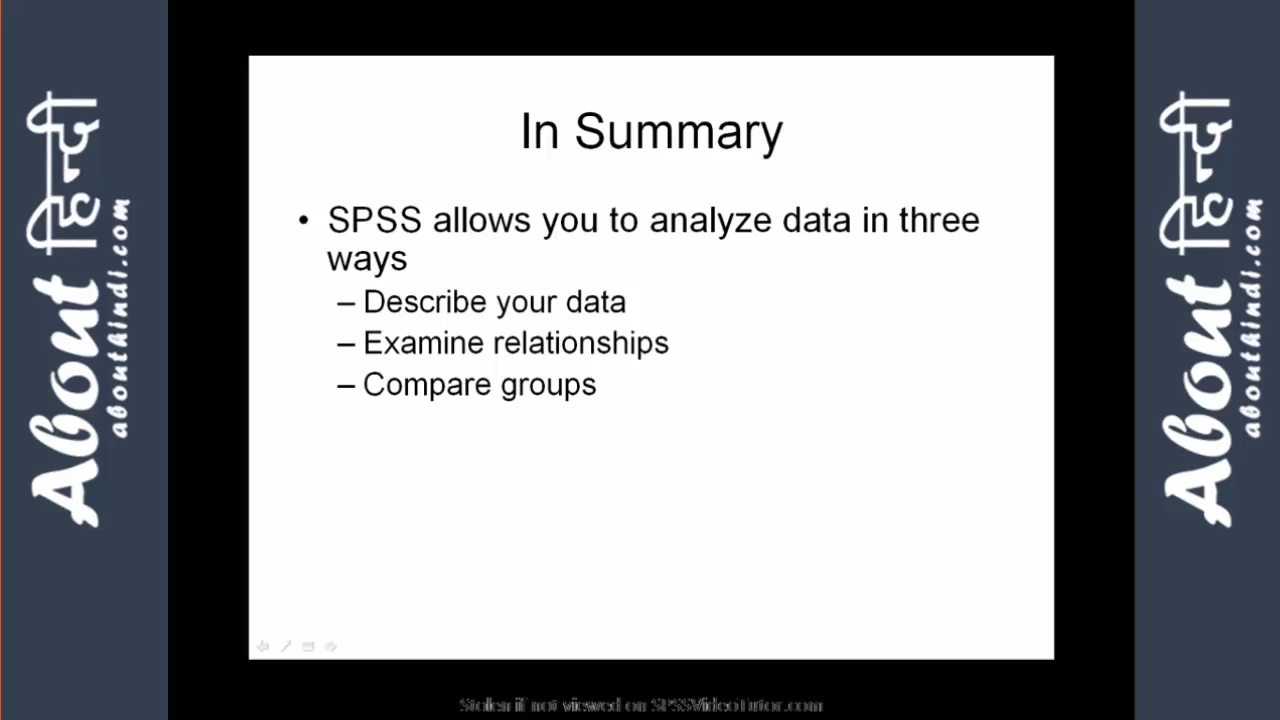 In Summary
• SPSS allows you to analyze data in three
ways
– Describe your data
– Examine relationships
– Compare groups
About हिन्दी
abouthindi.com
About हिन्दी
abouthindi.com
Stolen if not viewed on SPSSVideoTutor.com